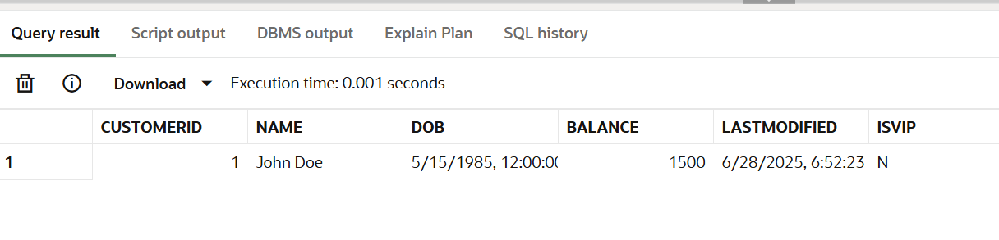 Query result Script output DBMS output Explain Plan SQL history
Download Execution time: 0.001 seconds
CUSTOMERID NAME DOB BALANCE LASTMODIFIED ISVIP
1 1 John Doe 5/15/1985, 12:00:00 1500 6/28/2025, 6:52:23 N